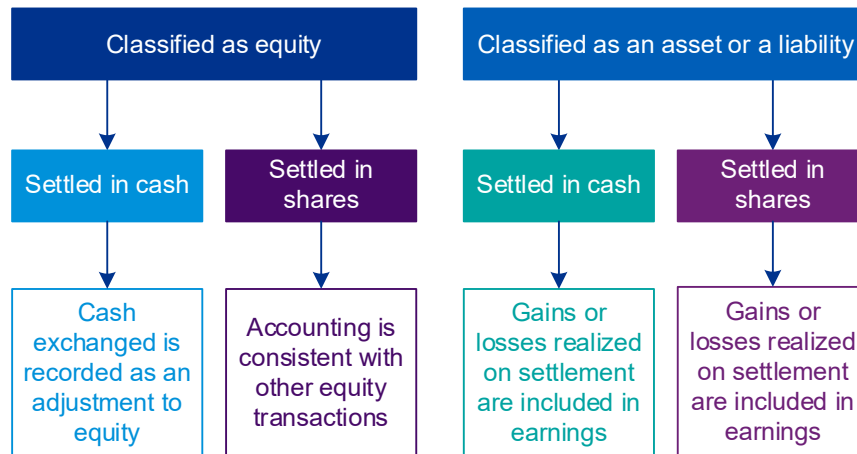 Classified as equity
Classified as an asset or a liability
Settled in cash
Settled in
shares
Settled in cash
Settled in
shares
Cash
exchanged is
recorded as an
adjustment to
equity
Accounting is
consistent with
other equity
transactions
Gains or
losses realized
on settlement
are included in
earnings
Gains or
losses realized
on settlement
are included in
earnings